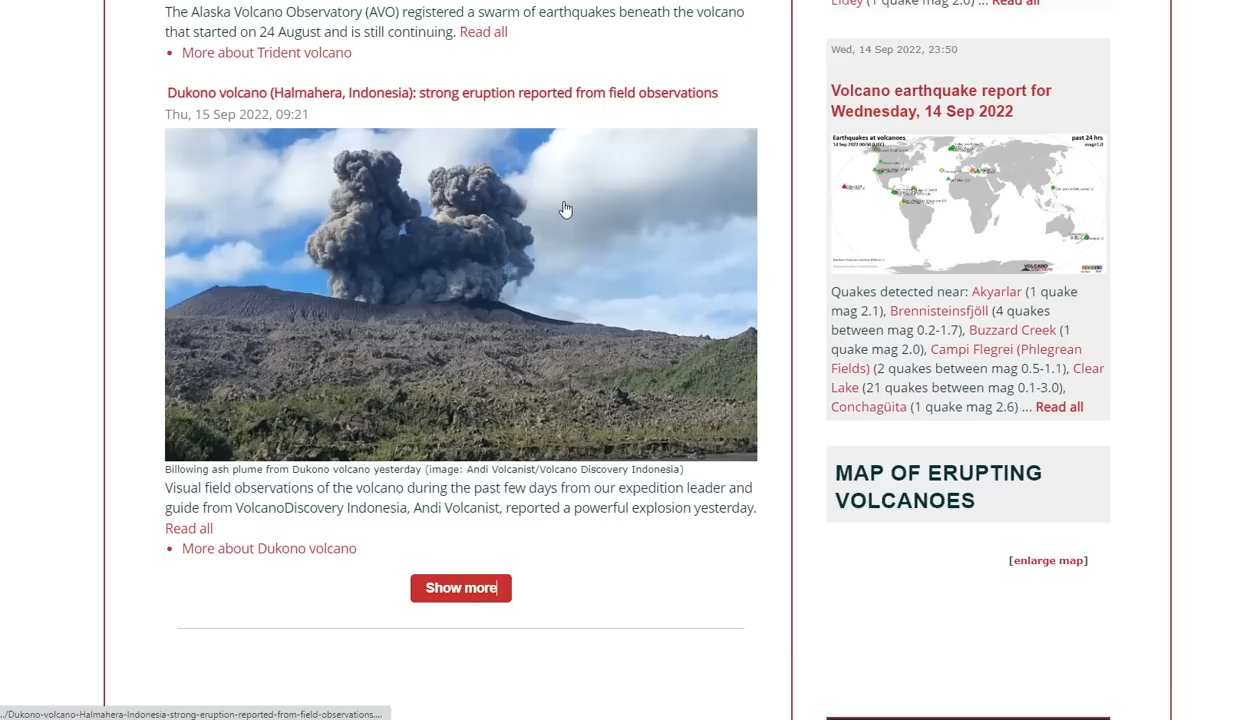 The Alaska Volcano Observatory (AVO) registered a swarm of earthquakes beneath the volcano
that started on 24 August and is still continuing. Read all
• More about Trident volcano
Dukono volcano (Halmahera, Indonesia): strong eruption reported from field observations
Thu, 15 Sep 2022, 09:21
Billowing ash plume from Dukono volcano yesterday (image: Andi Volcanist/Volcano Discovery Indonesia)
Visual field observations of the volcano during the past few days from our expedition leader and
guide from VolcanoDiscovery Indonesia, Andi Volcanist, reported a powerful explosion yesterday.
Read all
• More about Dukono volcano
Show more
Eldey (1 quake mag 2.0) ... Read all
Wed, 14 Sep 2022, 23:50
Volcano earthquake report for
Wednesday, 14 Sep 2022
Earthquakes at volcanoes
past 24 hrs
Quakes detected near: Akyarlar (1 quake
mag 2.1), Brennisteinsfjöll (4 quakes
between mag 0.2-1.7), Buzzard Creek (1
quake mag 2.0), Campi Flegrei (Phlegrean
Fields) (2 quakes between mag 0.5-1.1), Clear
Lake (21 quakes between mag 0.1-3.0),
Conchagüita (1 quake mag 2.6) ... Read all
MAP OF ERUPTING
VOLCANOES
[enlarge map]
../Dukono-volcano-Halmahera-Indonesia-strong-eruption-reported-from-field-observations....